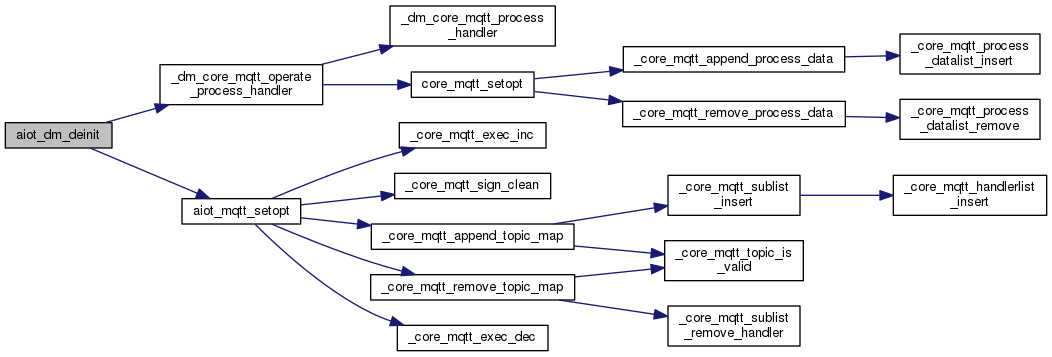 _dm_core_mqtt_process
_handler
_core_mqtt_process
_datalist_insert
_core_mqtt_append_process_data
_dm_core_mqtt_operate
_process_handler
core_mqtt_setopt
_core_mqtt_remove_process_data
_core_mqtt_process
_datalist_remove
aiot_dm_deinit
_core_mqtt_exec_inc
_core_mqtt_sign_clean
_core_mqtt_sublist
_insert
_core_mqtt_handlerlist
_insert
aiot_mqtt_setopt
_core_mqtt_append_topic_map
_core_mqtt_topic_is
_valid
_core_mqtt_remove_topic_map
_core_mqtt_sublist
_remove_handler
_core_mqtt_exec_dec